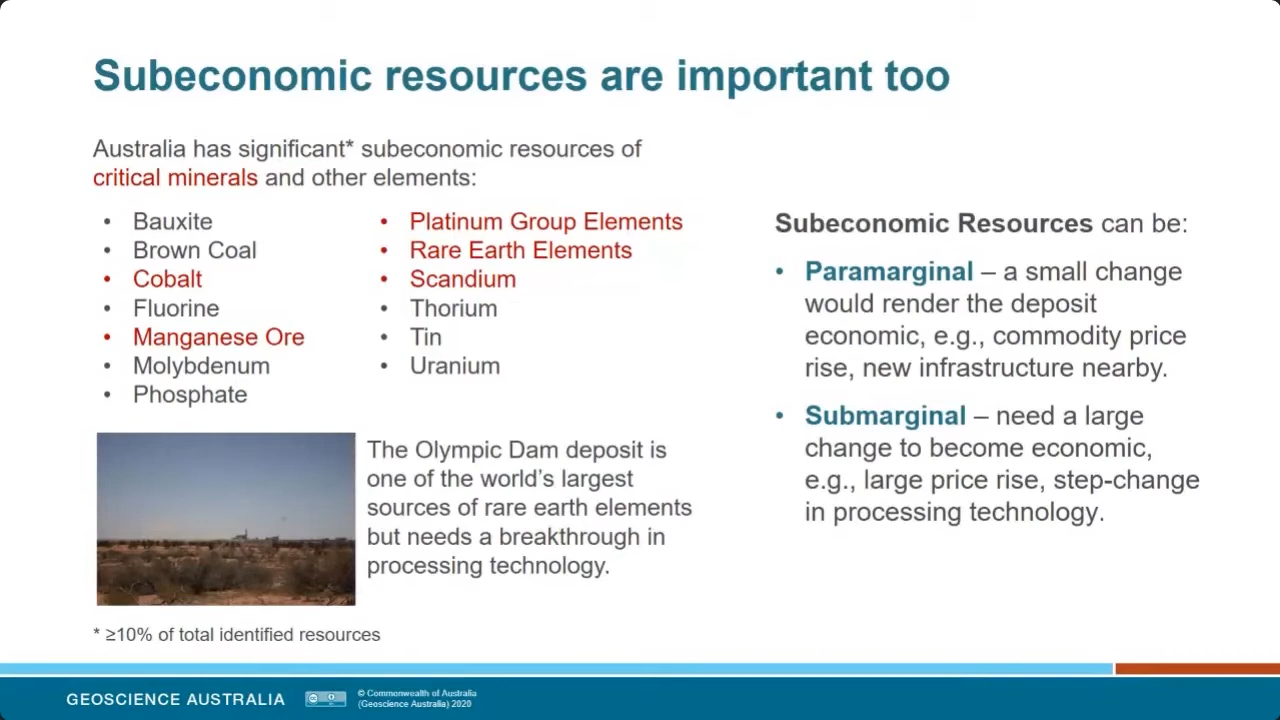 Subeconomic resources are important too
Australia has significant* subeconomic resources of
critical minerals and other elements:
• Bauxite
• Brown Coal
• Cobalt
• Fluorine
• Manganese Ore
• Molybdenum
• Phosphate
• Platinum Group Elements
• Rare Earth Elements
• Scandium
• Thorium
• Tin
• Uranium
The Olympic Dam deposit is
one of the world’s largest
sources of rare earth elements
but needs a breakthrough in
processing technology.
* ≥10% of total identified resources
Subeconomic Resources can be:
• Paramarginal – a small change
would render the deposit
economic, e.g., commodity price
rise, new infrastructure nearby.
• Submarginal – need a large
change to become economic,
e.g., large price rise, step-change
in processing technology.
GEOSCIENCE AUSTRALIA
© Commonwealth of Australia
(Geoscience Australia) 2020